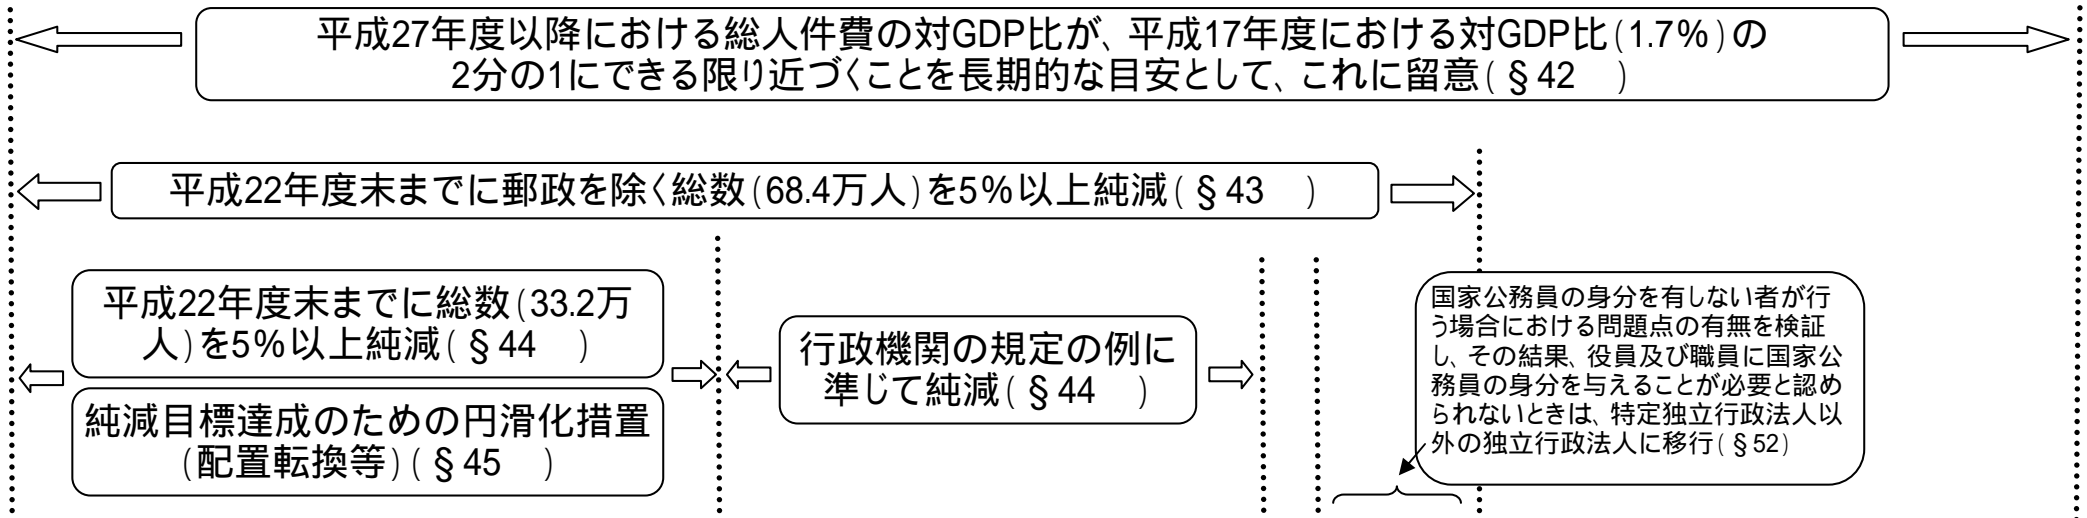 平成27年度以降における総人件費の対GDP比が、平成17年度における対GDP比(1.7%)の
2分の1にできる限り近づくことを長期的な目安として、これに留意(§42　)
平成22年度末までに郵政を除く総数(68.4万人)を5%以上純減(§43　)
平成22年度末までに総数(33.2万
人)を5%以上純減(§44　)
純減目標達成のための円滑化措置
(配置転換等)(§45　)
行政機関の規定の例に
準じて純減(§44　)
国家公務員の身分を有しない者が行
う場合における問題点の有無を検証
し、その結果、役員及び職員に国家公
務員の身分を与えることが必要と認め
られないときは、特定独立行政法人以
外の独立行政法人に移行(§52)